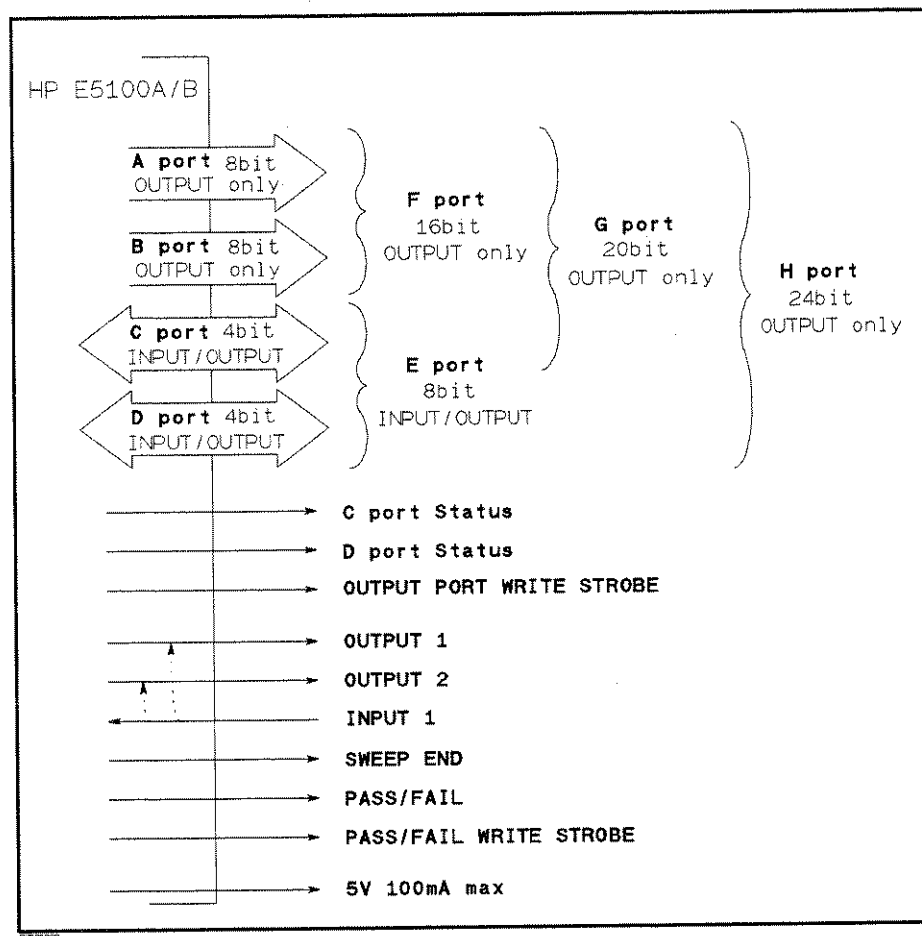 HP E5100A/B
A port 8bit
OUTPUT only
B port 8bit
OUTPUT only
C port 4bit
INPUT/OUTPUT
D port 4bit
INPUT/OUTPUT
F port
16bit
OUTPUT only
E port
8bit
INPUT/OUTPUT
G port
20bit
OUTPUT only
H port
24bit
OUTPUT only
C port Status
D port Status
OUTPUT PORT WRITE STROBE
OUTPUT 1
OUTPUT 2
INPUT 1
SWEEP END
PASS/FAIL
PASS/FAIL WRITE STROBE
5V 100mA max